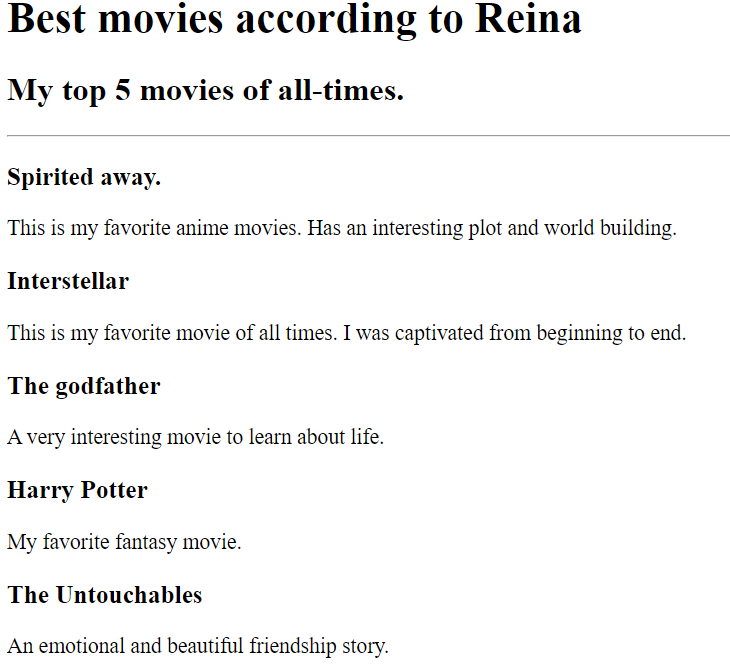 Best movies according to Reina
My top 5 movies of all-times.
Spirited away.
This is my favorite anime movies. Has an interesting plot and world building.
Interstellar
This is my favorite movie of all times. I was captivated from beginning to end.
The godfather
A very interesting movie to learn about life.
Harry Potter
My favorite fantasy movie.
The Untouchables
An emotional and beautiful friendship story.